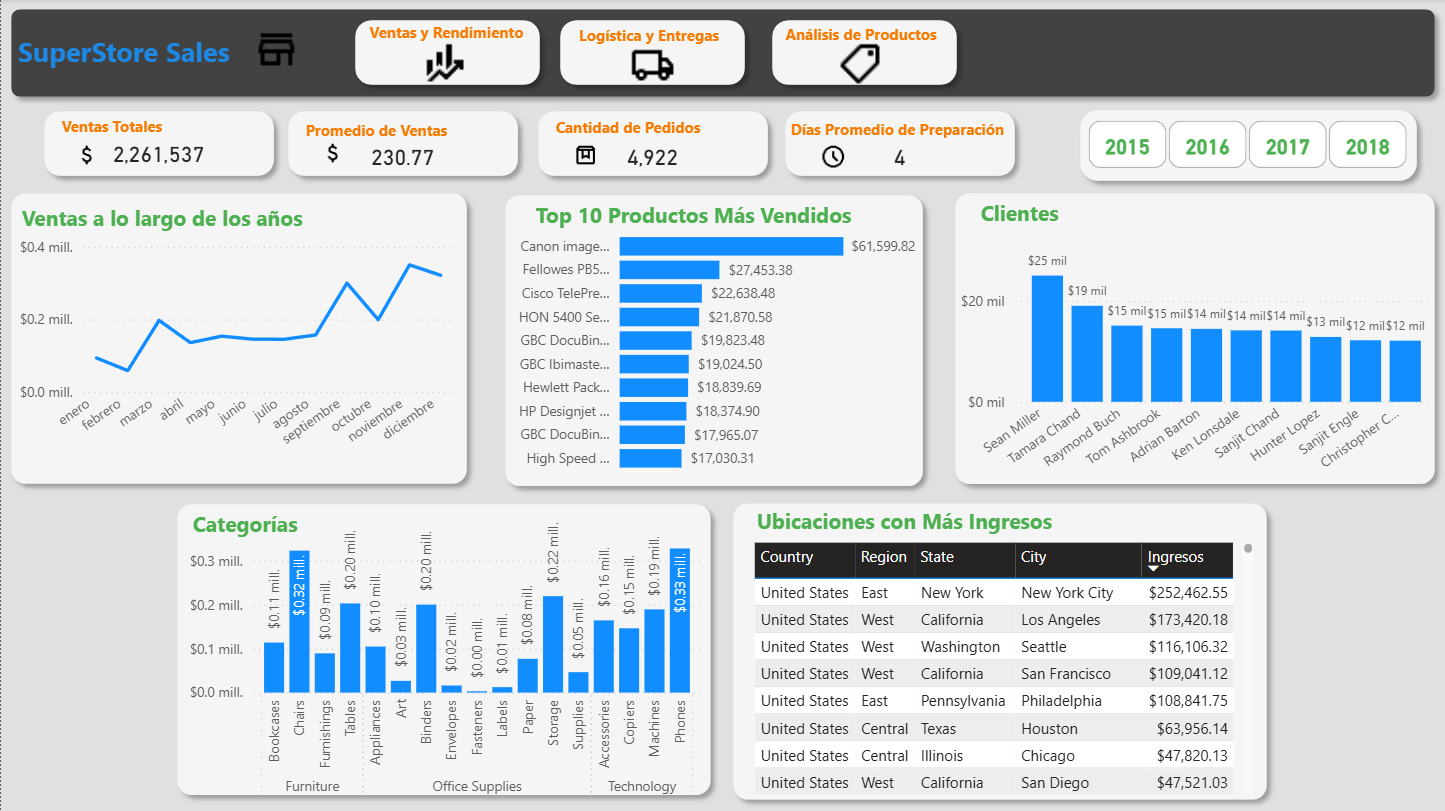 SuperStore Sales
Ventas y Rendimiento
Logística y Entregas
Análisis de Productos
Ventas Totales
$ 2,261,537
Promedio de Ventas
$ 230.77
Cantidad de Pedidos
4,922
Días Promedio de Preparación
4
2015 2016 2017 2018
Ventas a lo largo de los años
$0.4 mill.
$0.2 mill.
$0.0 mill.
enero febrero marzo abril mayo junio julio agosto septiembre octubre noviembre diciembre
Top 10 Productos Más Vendidos
Canon image... $61,599.82
Fellowes PB5... $27,453.38
Cisco TelePre... $22,638.48
HON 5400 Se... $21,870.58
GBC DocuBin... $19,823.48
GBC Ibimaste... $19,024.50
Hewlett Pack... $18,839.69
HP Designjet ... $18,374.90
GBC DocuBin... $17,965.07
High Speed ... $17,030.31
Clientes
$20 mil
$0 mil
$25 mil $19 mil $15 mil $15 mil $14 mil $14 mil $14 mil $13 mil $12 mil $12 mil
Sean Miller Tamara Chand Raymond Buch Tom Ashbrook Adrian Barton Ken Lonsdale Sanjit Chand Hunter Lopez Sanjit Engle Christopher C...
Categorías
$0.3 mill.
$0.2 mill.
$0.1 mill.
$0.0 mill.
$0.11 mill. $0.32 mill. $0.09 mill. $0.20 mill. $0.10 mill. $0.03 mill. $0.20 mill. $0.02 mill. $0.00 mill. $0.01 mill. $0.08 mill. $0.22 mill. $0.05 mill. $0.16 mill. $0.15 mill. $0.19 mill. $0.33 mill.
Bookcases Chairs Furnishings Tables Appliances Art Binders Envelopes Fasteners Labels Paper Storage Supplies Accessories Copiers Machines Phones
Furniture Office Supplies Technology
Ubicaciones con Más Ingresos
Country Region State City Ingresos
United States East New York New York City $252,462.55
United States West California Los Angeles $173,420.18
United States West Washington Seattle $116,106.32
United States West California San Francisco $109,041.12
United States East Pennsylvania Philadelphia $108,841.75
United States Central Texas Houston $63,956.14
United States Central Illinois Chicago $47,820.13
United States West California San Diego $47,521.03